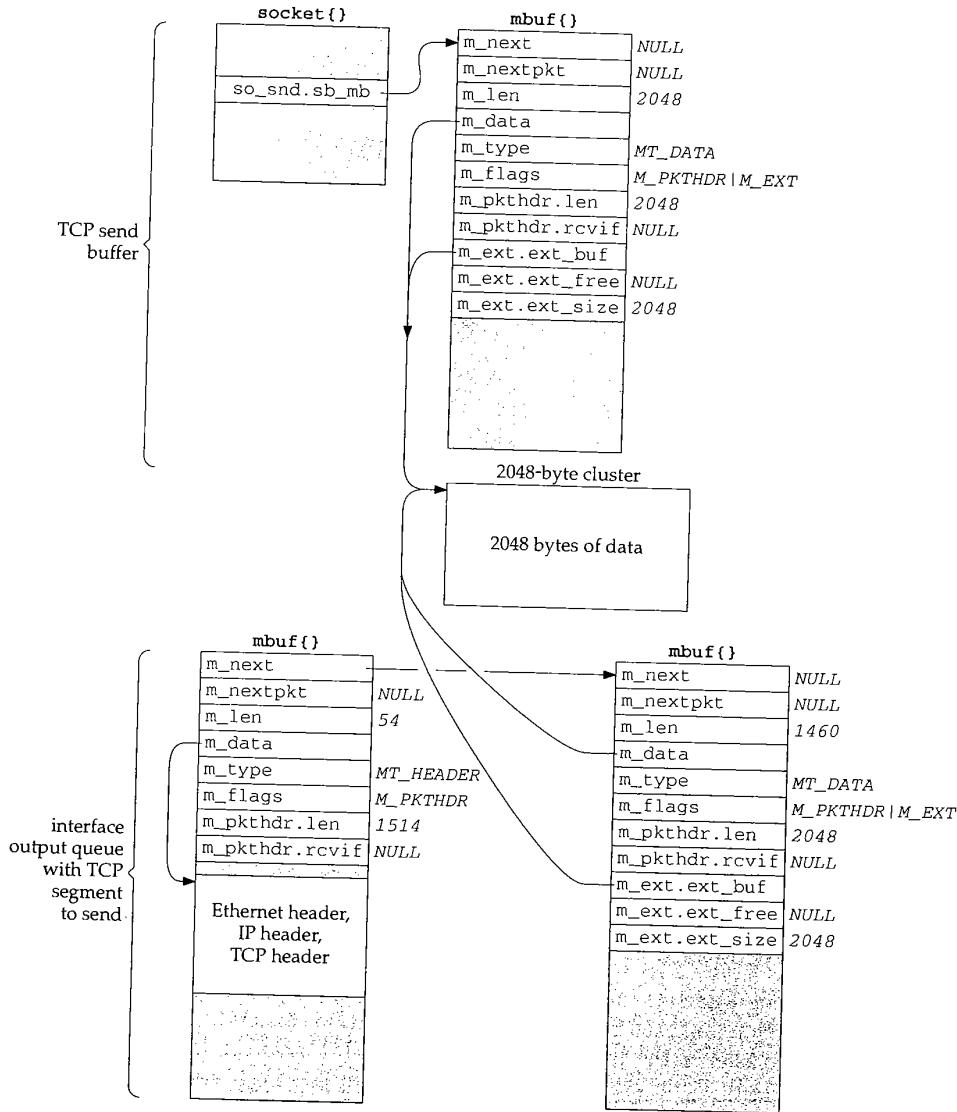 socket{}
so_snd.sb_mb
mbuf{}
m_next NULL
m_nextpkt NULL
m_len 2048
m_data
m_type MT_DATA
m_flags M_PKTHDR|M_EXT
m_pkthdr.len 2048
m_pkthdr.rcvif NULL
m_ext.ext_buf
m_ext.ext_free NULL
m_ext.ext_size 2048
TCP send
buffer
2048-byte cluster
2048 bytes of data
mbuf{}
m_next
m_nextpkt NULL
m_len 54
m_data
m_type MT_HEADER
m_flags M_PKTHDR
m_pkthdr.len 1514
m_pkthdr.rcvif NULL
Ethernet header,
IP header,
TCP header
interface
output queue
with TCP
segment
to send
mbuf{}
m_next NULL
m_nextpkt NULL
m_len 1460
m_data
m_type MT_DATA
m_flags M_PKTHDR|M_EXT
m_pkthdr.len 2048
m_pkthdr.rcvif NULL
m_ext.ext_buf
m_ext.ext_free NULL
m_ext.ext_size 2048